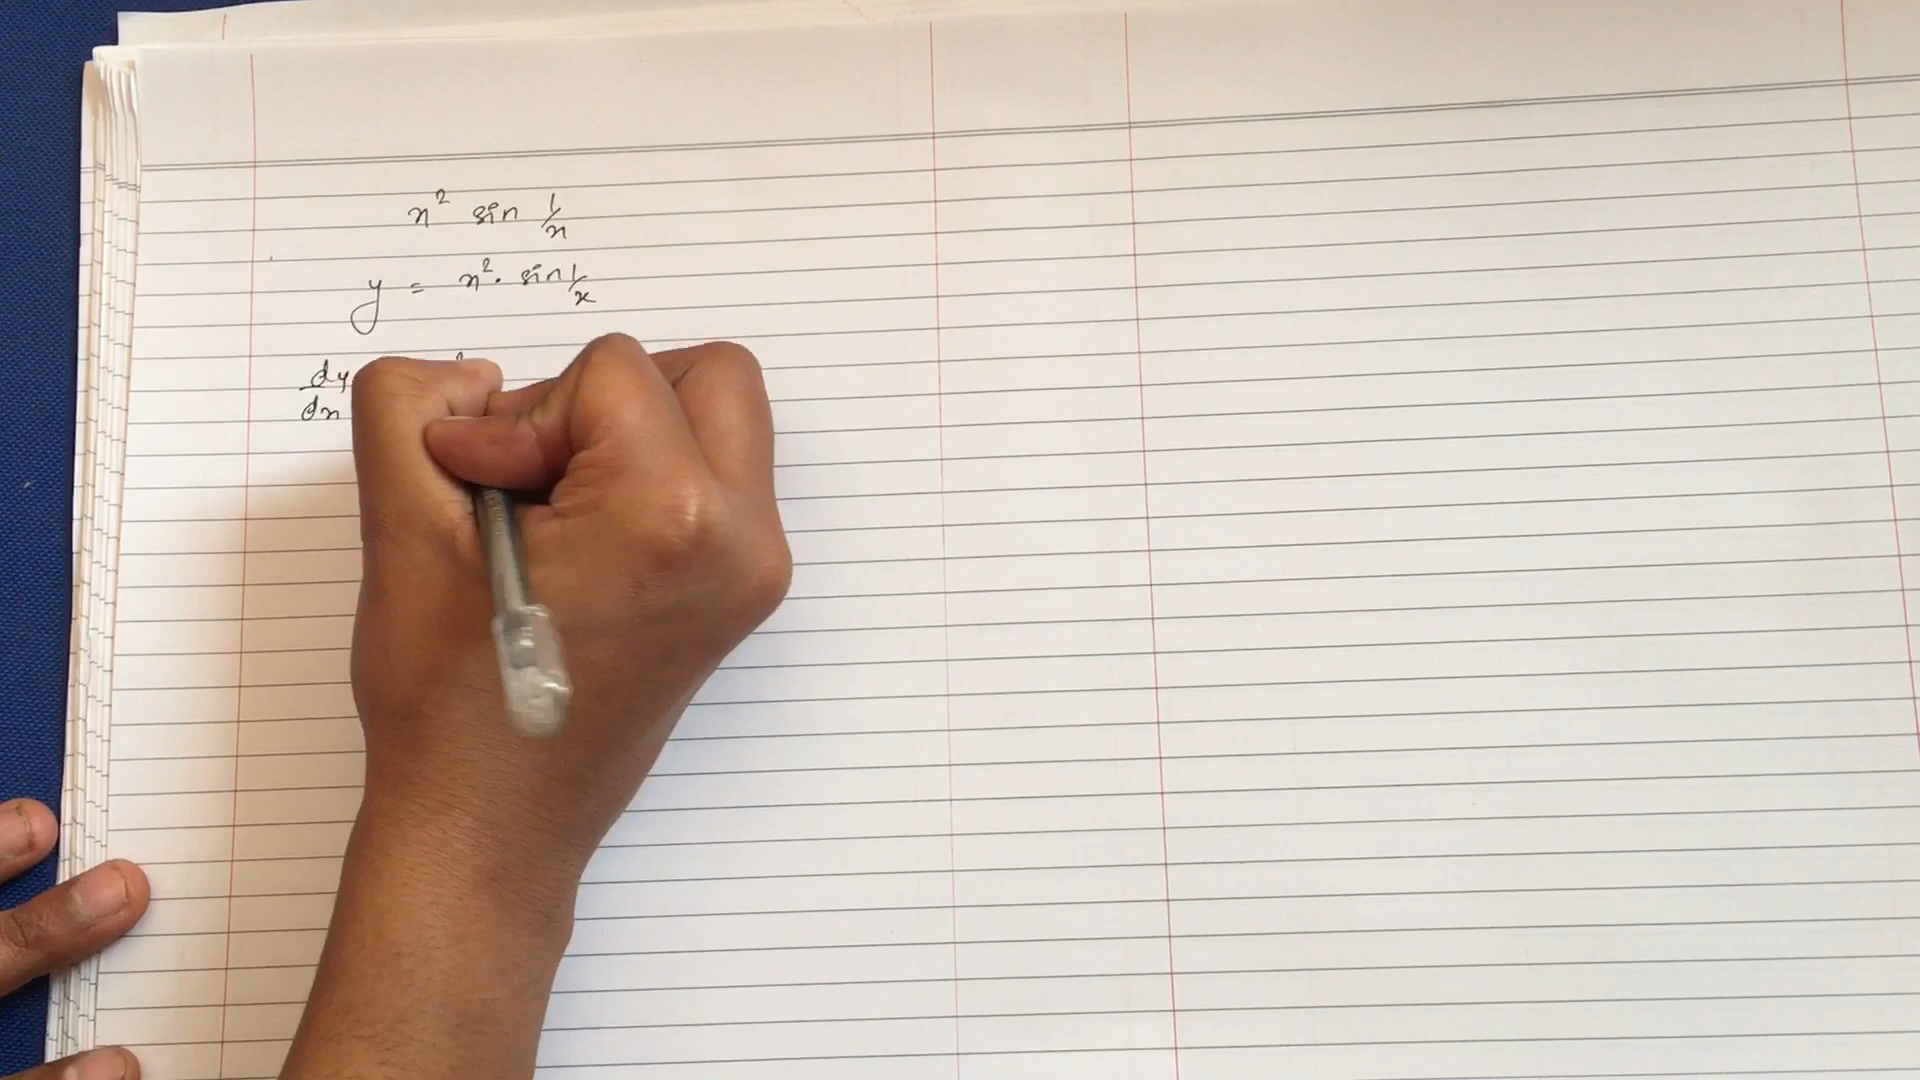 x² sin 1/x
y = x². sin 1/x
dy
dx